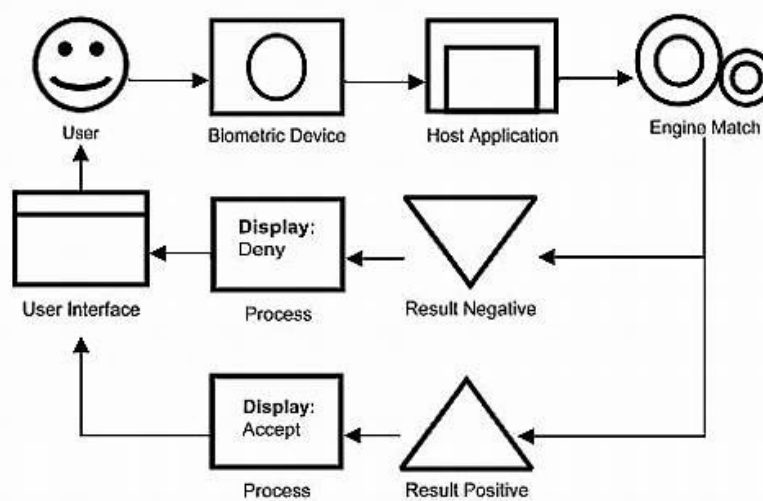 User
Biometric Device
Host Application
Engine Match
Display:
Deny
User Interface
Process
Result Negative
Display:
Accept
Process
Result Positive